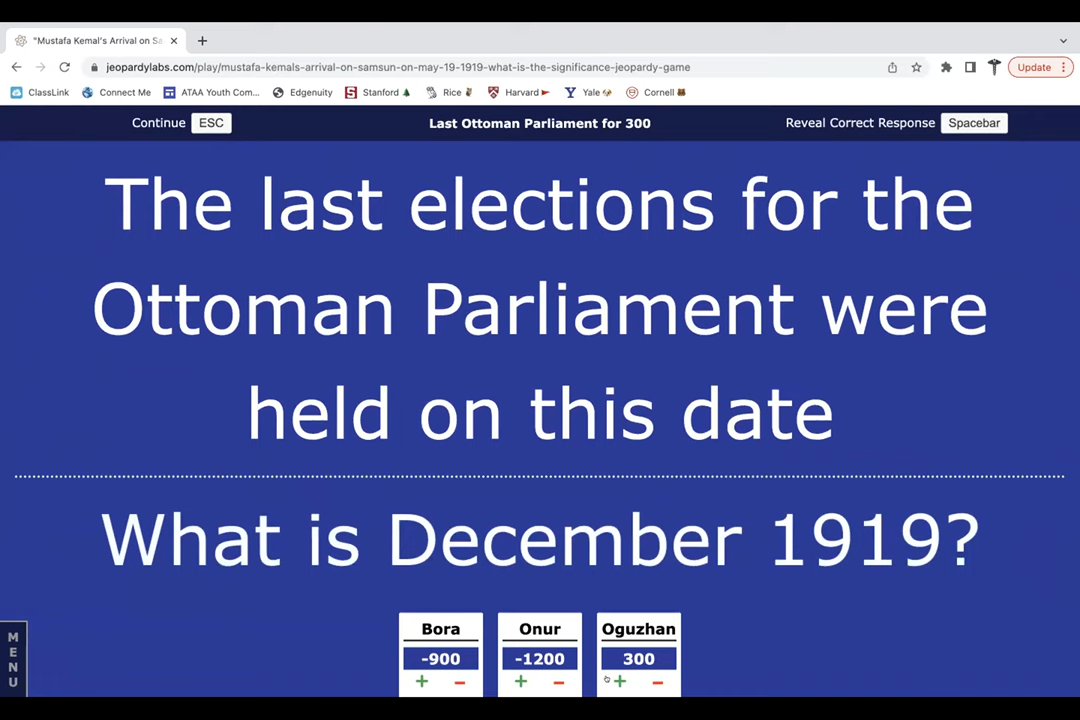 "Mustafa Kemal's Arrival on Sa
jeopardylabs.com/play/mustafa-kemals-arrival-on-samsun-on-may-19-1919-what-is-the-significance-jeopardy-game
Update
ClassLink Connect Me ATAA Youth Com... Edgenuity Stanford Rice Harvard Yale Cornell
Continue ESC Last Ottoman Parliament for 300 Reveal Correct Response Spacebar
The last elections for the
Ottoman Parliament were
held on this date
What is December 1919?
MENU
Bora Onur Oguzhan
-900 -1200 300
+ − + − + −